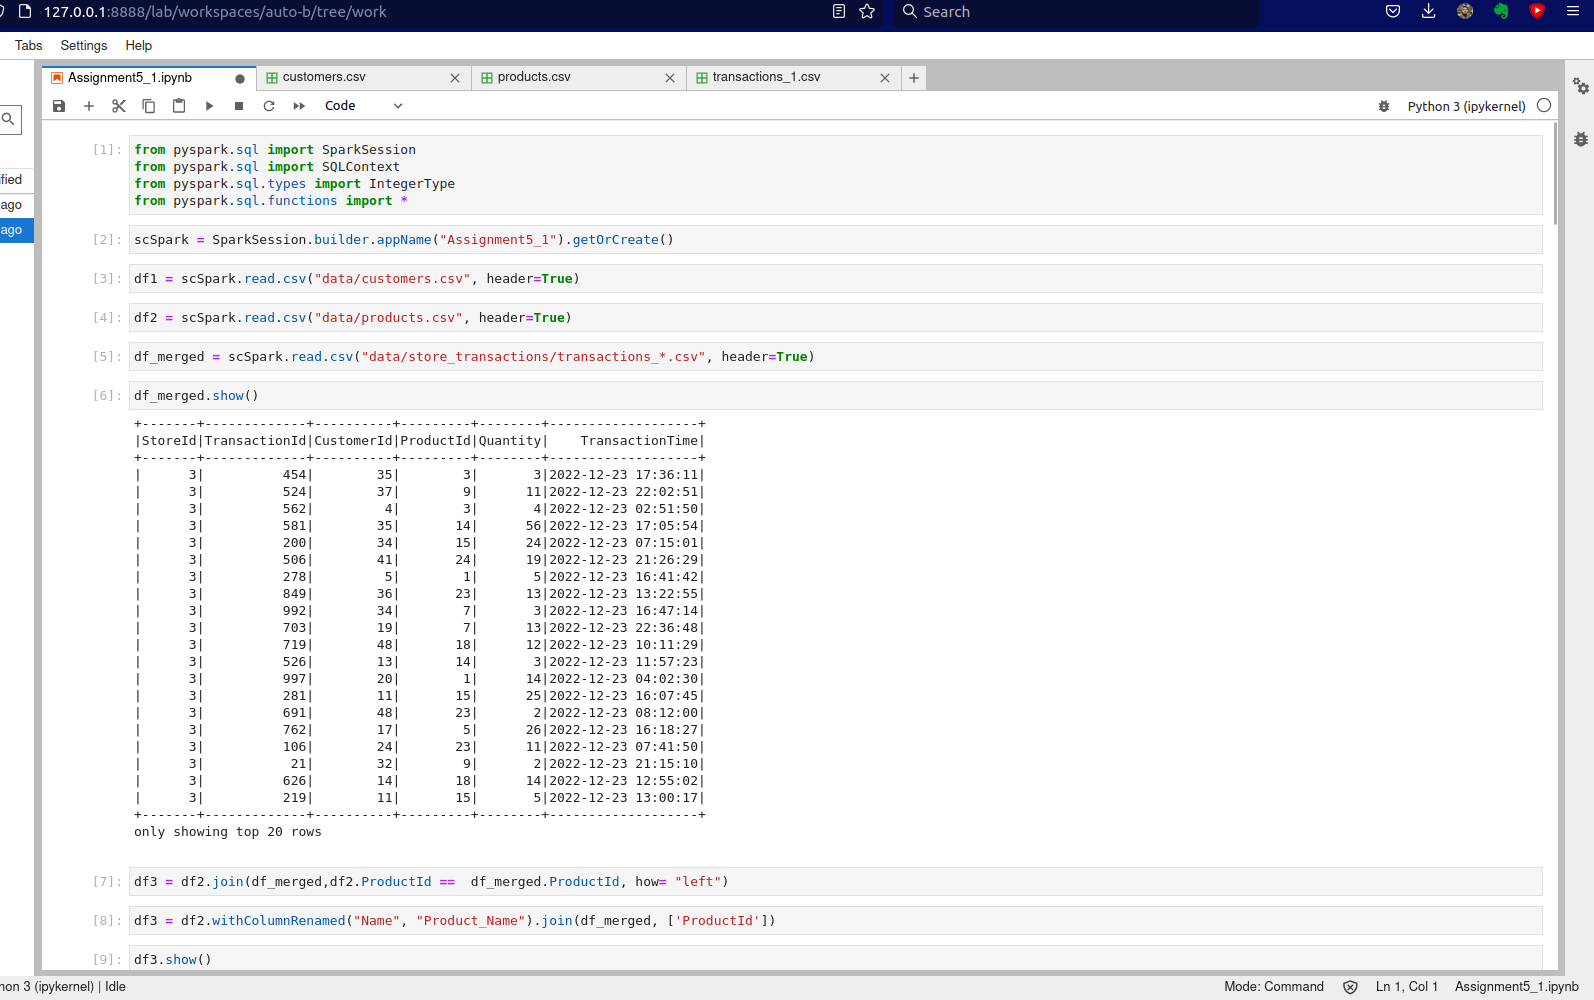 127.0.0.1:8888/lab/workspaces/auto-b/tree/work
Search
Tabs Settings Help
Assignment5_1.ipynb
customers.csv
products.csv
transactions_1.csv
Code
Python 3 (ipykernel)
ified
ago
ago
[1]: from pyspark.sql import SparkSession
from pyspark.sql import SQLContext
from pyspark.sql.types import IntegerType
from pyspark.sql.functions import *
[2]: scSpark = SparkSession.builder.appName("Assignment5_1").getOrCreate()
[3]: df1 = scSpark.read.csv("data/customers.csv", header=True)
[4]: df2 = scSpark.read.csv("data/products.csv", header=True)
[5]: df_merged = scSpark.read.csv("data/store_transactions/transactions_*.csv", header=True)
[6]: df_merged.show()
+-------+-------------+----------+---------+--------+-------------------+
|StoreId|TransactionId|CustomerId|ProductId|Quantity|    TransactionTime|
+-------+-------------+----------+---------+--------+-------------------+
|      3|          454|        35|        3|       3|2022-12-23 17:36:11|
|      3|          524|        37|        9|      11|2022-12-23 22:02:51|
|      3|          562|         4|        3|       4|2022-12-23 02:51:50|
|      3|          581|        35|       14|      56|2022-12-23 17:05:54|
|      3|          200|        34|       15|      24|2022-12-23 07:15:01|
|      3|          506|        41|       24|      19|2022-12-23 21:26:29|
|      3|          278|         5|        1|       5|2022-12-23 16:41:42|
|      3|          849|        36|       23|      13|2022-12-23 13:22:55|
|      3|          992|        34|        7|       3|2022-12-23 16:47:14|
|      3|          703|        19|        7|      13|2022-12-23 22:36:48|
|      3|          719|        48|       18|      12|2022-12-23 10:11:29|
|      3|          526|        13|       14|       3|2022-12-23 11:57:23|
|      3|          997|        20|        1|      14|2022-12-23 04:02:30|
|      3|          281|        11|       15|      25|2022-12-23 16:07:45|
|      3|          691|        48|       23|       2|2022-12-23 08:12:00|
|      3|          762|        17|        5|      26|2022-12-23 16:18:27|
|      3|          106|        24|       23|      11|2022-12-23 07:41:50|
|      3|           21|        32|        9|       2|2022-12-23 21:15:10|
|      3|          626|        14|       18|      14|2022-12-23 12:55:02|
|      3|          219|        11|       15|       5|2022-12-23 13:00:17|
+-------+-------------+----------+---------+--------+-------------------+
only showing top 20 rows
[7]: df3 = df2.join(df_merged,df2.ProductId ==  df_merged.ProductId, how= "left")
[8]: df3 = df2.withColumnRenamed("Name", "Product_Name").join(df_merged, ['ProductId'])
[9]: df3.show()
hon 3 (ipykernel) | Idle
Mode: Command
Ln 1, Col 1
Assignment5_1.ipynb